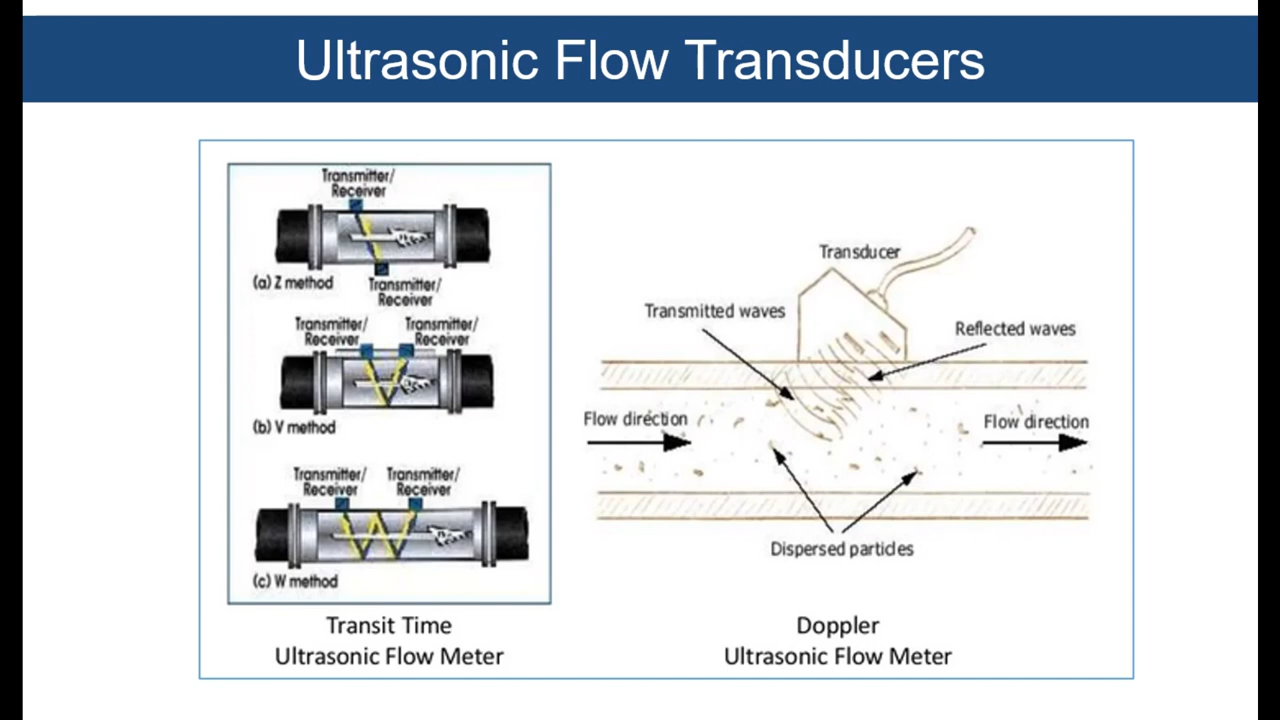 Ultrasonic Flow Transducers
Transmitter/
Receiver
(a) Z method
Transmitter/
Receiver
Transmitter/
Receiver
Transmitter/
Receiver
(b) V method
Transmitter/
Receiver
Transmitter/
Receiver
(c) W method
Transit Time
Ultrasonic Flow Meter
Transducer
Transmitted waves
Reflected waves
Flow direction
Flow direction
Dispersed particles
Doppler
Ultrasonic Flow Meter